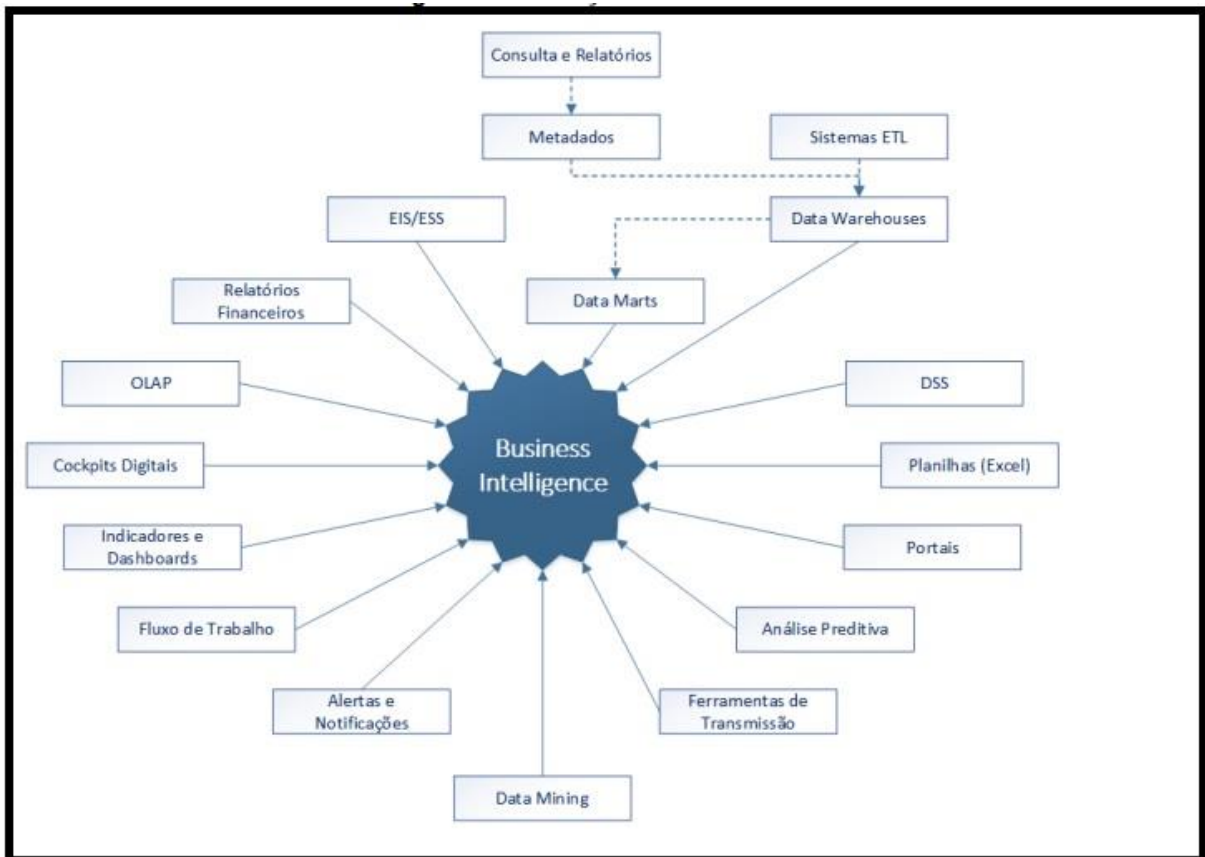 Consulta e Relatórios
Metadados
Sistemas ETL
EIS/ESS
Data Warehouses
Relatórios
Financeiros
Data Marts
OLAP
DSS
Business
Intelligence
Cockpits Digitais
Planilhas (Excel)
Indicadores e
Dashboards
Portais
Fluxo de Trabalho
Análise Preditiva
Alertas e
Notificações
Ferramentas de
Transmissão
Data Mining